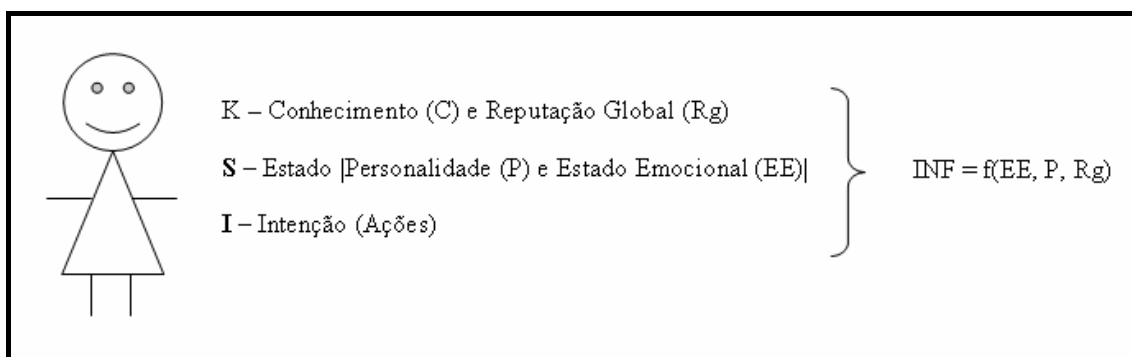 K – Conhecimento (C) e Reputação Global (Rg)
S – Estado |Personalidade (P) e Estado Emocional (EE)|
I – Intenção (Ações)
INF = f(EE, P, Rg)